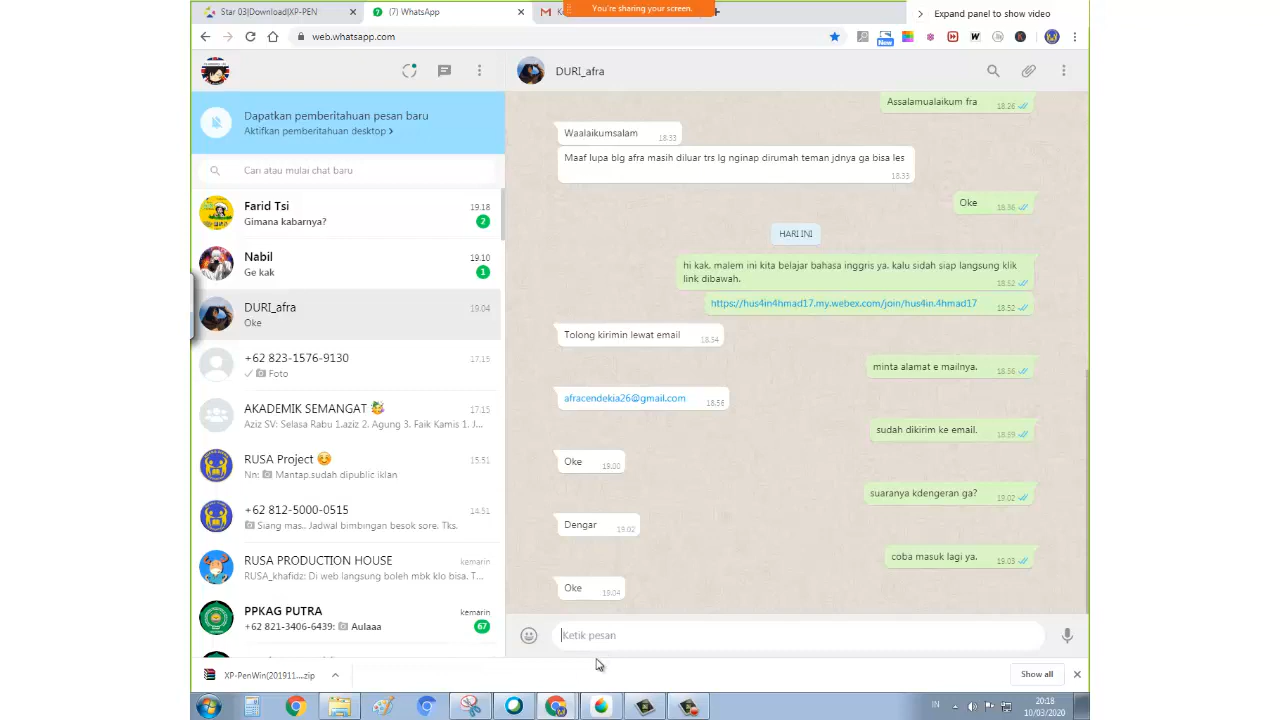 Star 03|Download|XP-PEN
(7) WhatsApp
You're sharing your screen.
Expand panel to show video
web.whatsapp.com
New
DURI_afra
Dapatkan pemberitahuan pesan baru
Aktifkan pemberitahuan desktop
Cari atau mulai chat baru
Farid Tsi
19.18
Gimana kabarnya?
2
Nabil
19.10
Ge kak
1
DURI_afra
19.04
Oke
+62 823-1576-9130
17.15
Foto
AKADEMIK SEMANGAT
17.15
Aziz SV: Selasa Rabu 1.aziz 2. Agung 3. Faik Kamis 1. J...
RUSA Project
15.51
Nn: Mantap.sudah dipublic iklan
+62 812-5000-0515
14.51
Siang mas.. Jadwal bimbingan besok sore. Tks.
RUSA PRODUCTION HOUSE
kemarin
RUSA_khafidz: Di web langsung boleh mbk klo bisa. T...
PPKAG PUTRA
kemarin
+62 821-3406-6439: Aulaaa
67
Assalamualaikum fra
18.26
Waalaikumsalam
18.33
Maaf lupa blg afra masih diluar trs lg nginap dirumah teman jdnya ga bisa les
18.33
Oke
18.36
HARI INI
hi kak. malem ini kita belajar bahasa inggris ya. kalu sidah siap langsung klik
link dibawah.
18.52
https://hus4in4hmad17.my.webex.com/join/hus4in.4hmad17
18.52
Tolong kirimin lewat email
18.54
minta alamat e mailnya.
18.56
afracendekia26@gmail.com
18.56
sudah dikirim ke email.
18.59
Oke
19.00
suaranya kdengeran ga?
19.02
Dengar
19.02
coba masuk lagi ya.
19.03
Oke
19.04
Ketik pesan
XP-PenWin(201911....zip
Show all
IN
20:18
10/03/2020